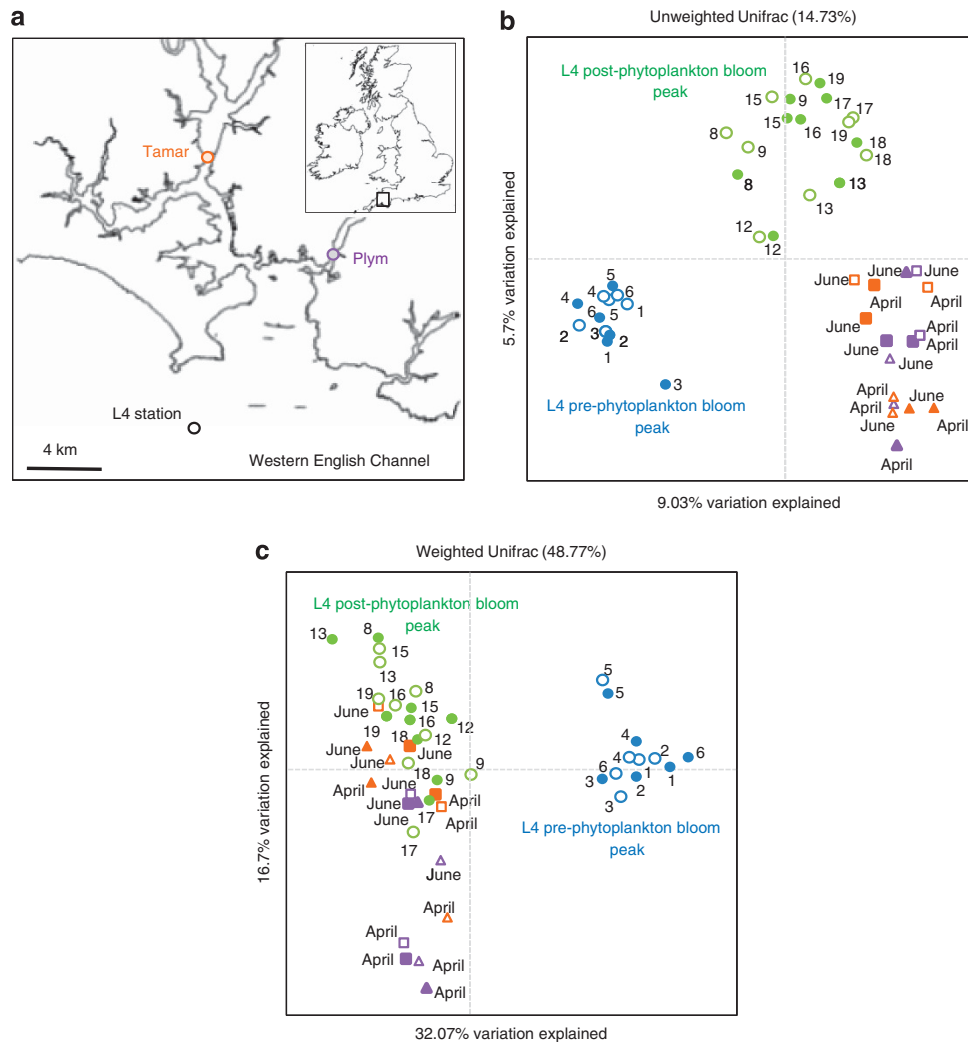 a
Tamar
Plym
L4 station
4 km
Western English Channel
b
Unweighted Unifrac (14.73%)
L4 post-phytoplankton bloom
peak
16
19
15
9
17
17
15
16
19
8
18
9
18
8
13
13
12
12
5
4
4
6
1
6
5
2
3
2
1
3
L4 pre-phytoplankton bloom
peak
June
June
June
April
April
June
April
June
April
June
April
June
April
June
April
April
5.7% variation explained
9.03% variation explained
c
Weighted Unifrac (48.77%)
L4 post-phytoplankton bloom
peak
13
8
15
13
19
16
8
June
15
16
12
19
18
12
June
June
June
18
9
9
April
June
April
June
17
April
17
June
April
April
April
April
April
5
5
4
2
6
4
6
1
1
3
2
3
L4 pre-phytoplankton bloom
peak
16.7% variation explained
32.07% variation explained